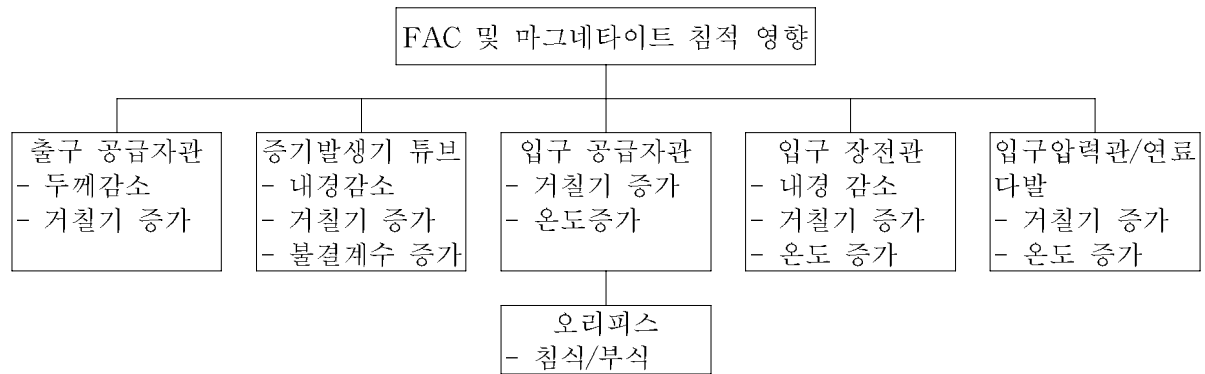 FAC 및 마그네타이트 침적 영향
출구 공급자관
- 두께감소
- 거칠기 증가
증기발생기 튜브
- 내경감소
- 거칠기 증가
- 불결계수 증가
입구 공급자관
- 거칠기 증가
- 온도증가
입구 장전관
- 내경 감소
- 거칠기 증가
- 온도 증가
입구압력관/연료
다발
- 거칠기 증가
- 온도 증가
오리피스
- 침식/부식